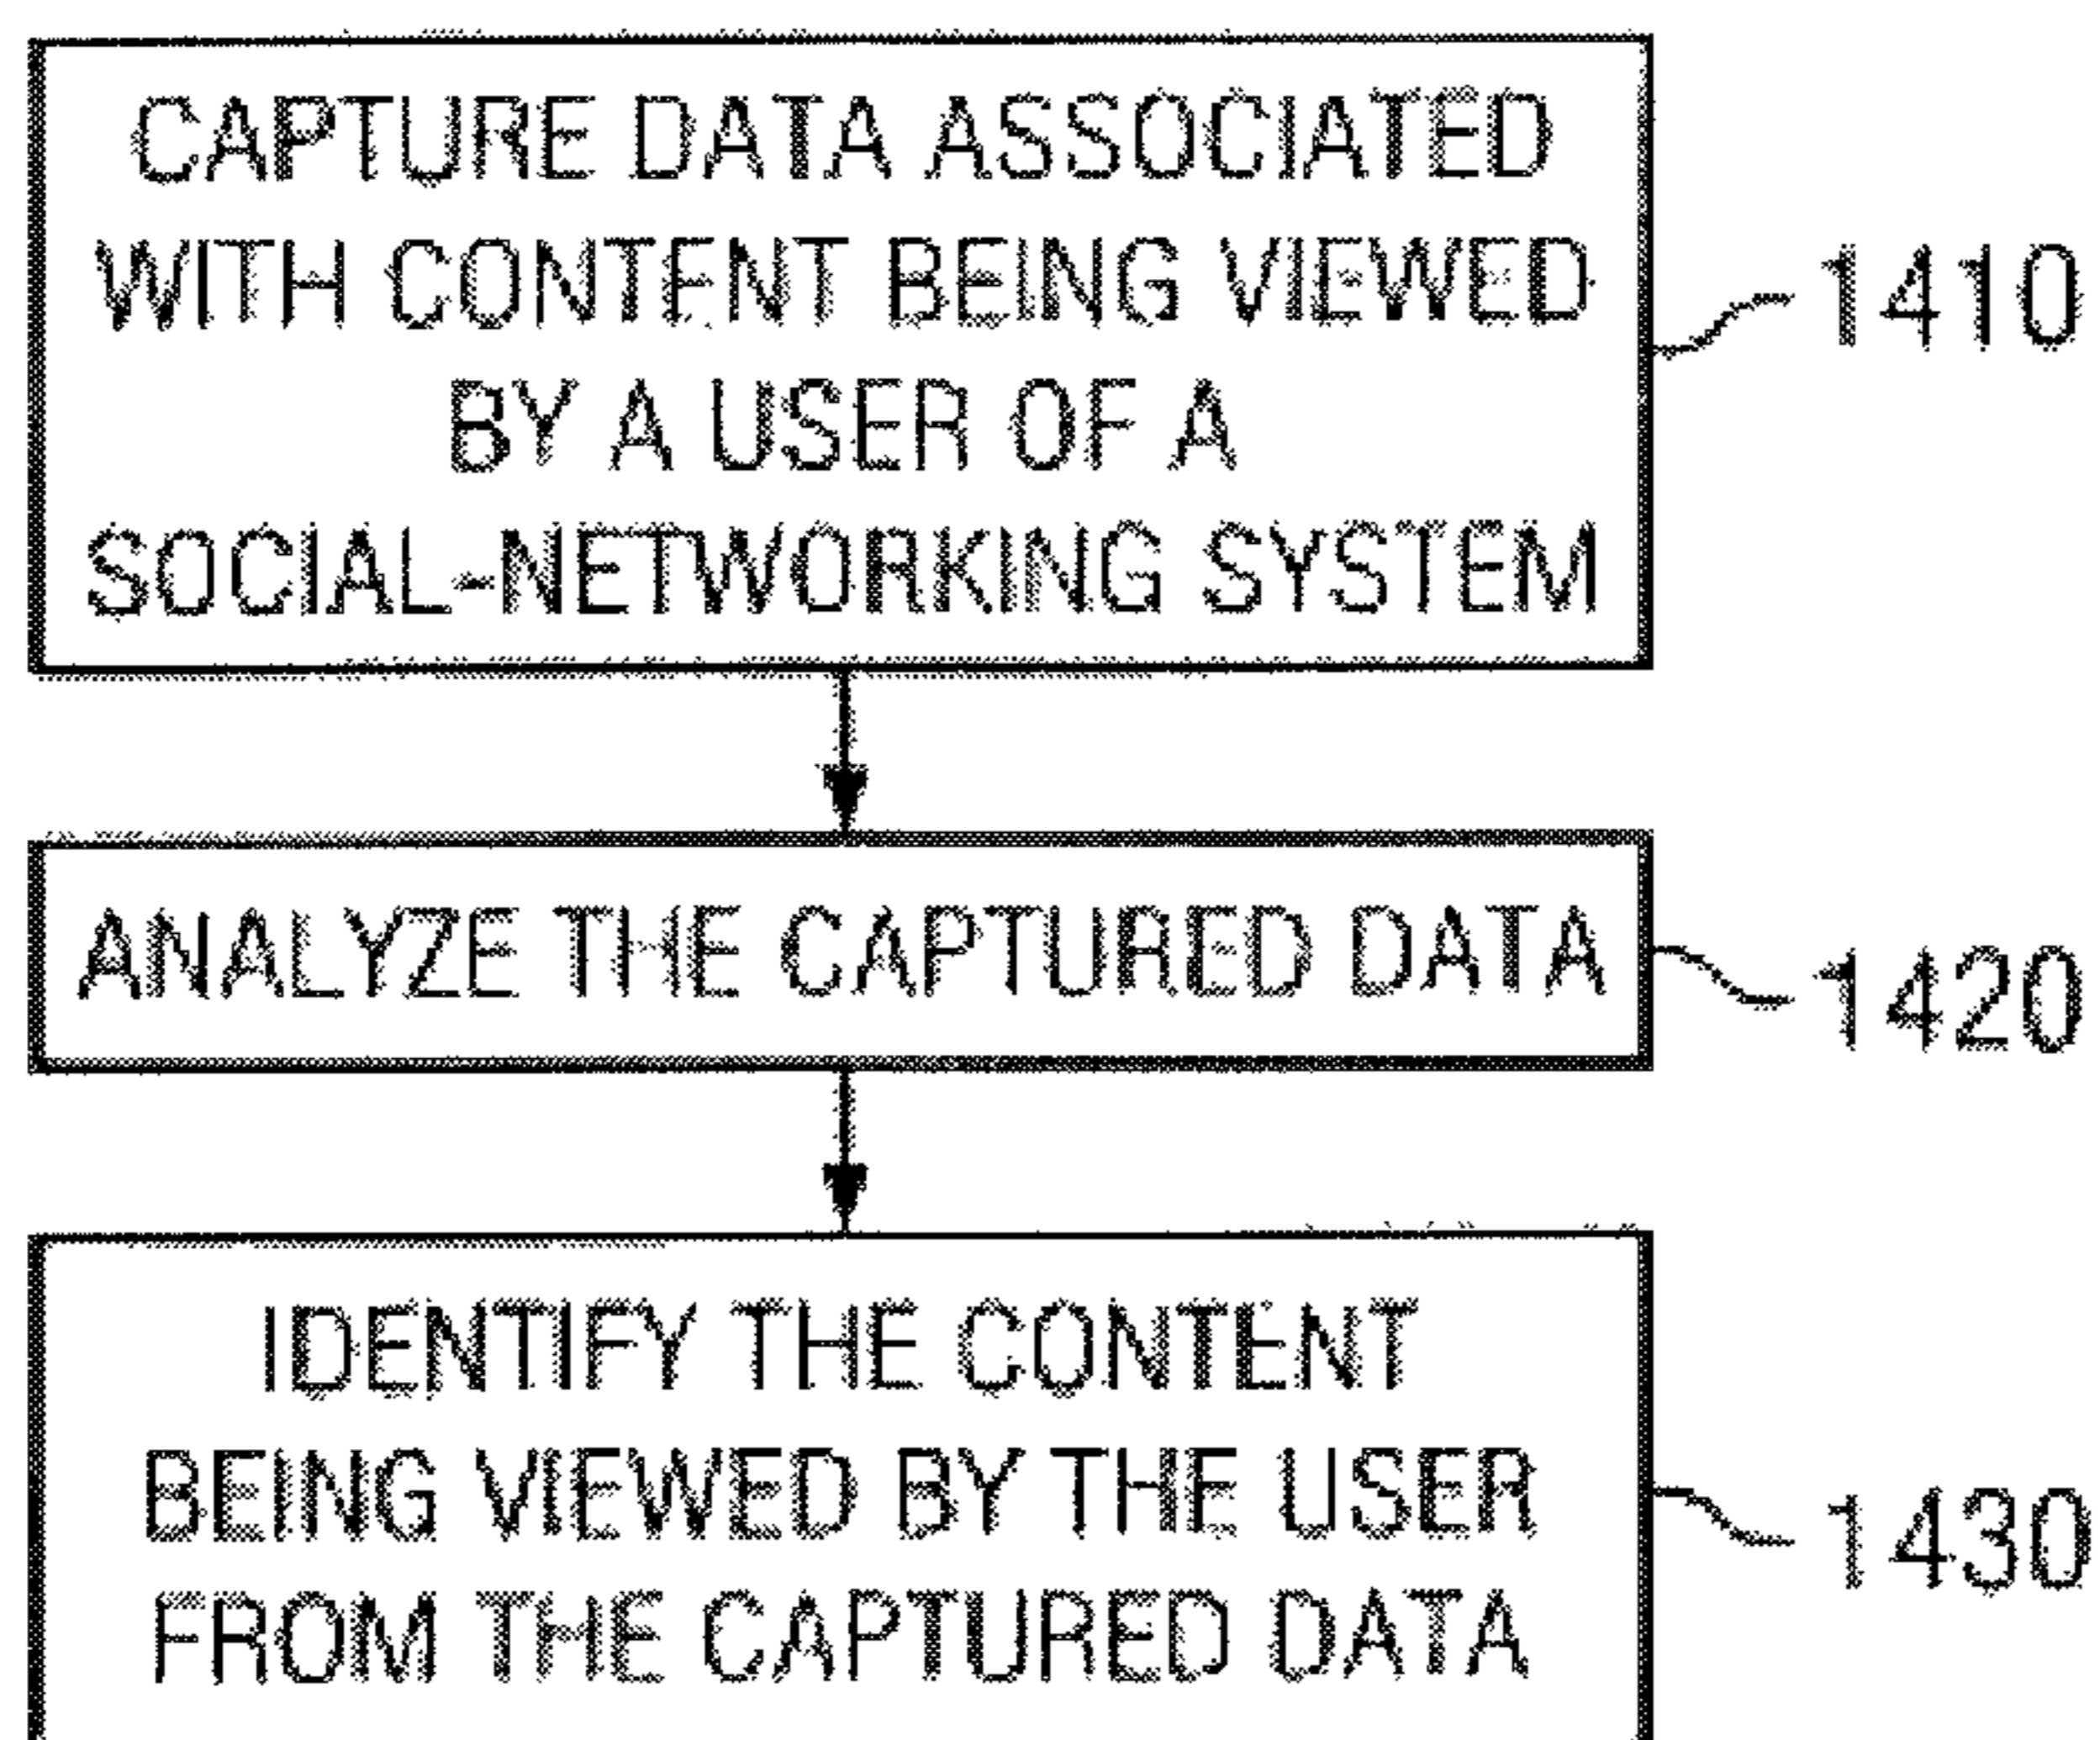 CAPTURE DATA ASSOCIATED
WITH CONTENT BEING VIEWED
BY A USER OF A
SOCIAL-NETWORKING SYSTEM
1410
ANALYZE THE CAPTURED DATA
1420
IDENTIFY THE CONTENT
BEING VIEWED BY THE USER
FROM THE CAPTURED DATA
1430